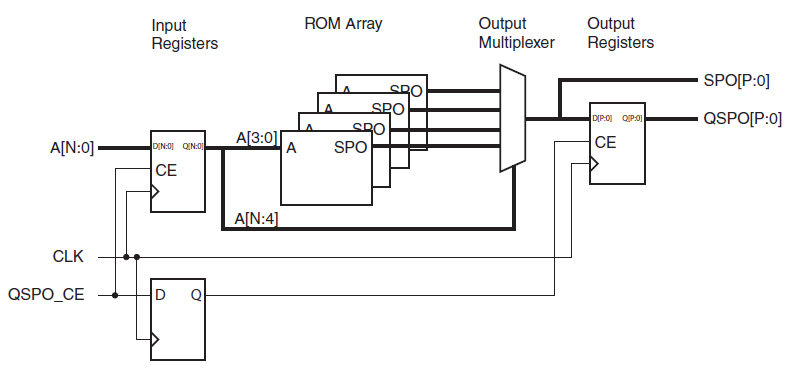 Input
Registers
ROM Array
Output
Multiplexer
Output
Registers
A SPO
A SPO
A SPO
A SPO
SPO[P:0]
QSPO[P:0]
A[N:0]
D[N:0] Q[N:0]
CE
A[3:0]
A[N:4]
D[P:0] Q[P:0]
CE
CLK
QSPO_CE
D Q